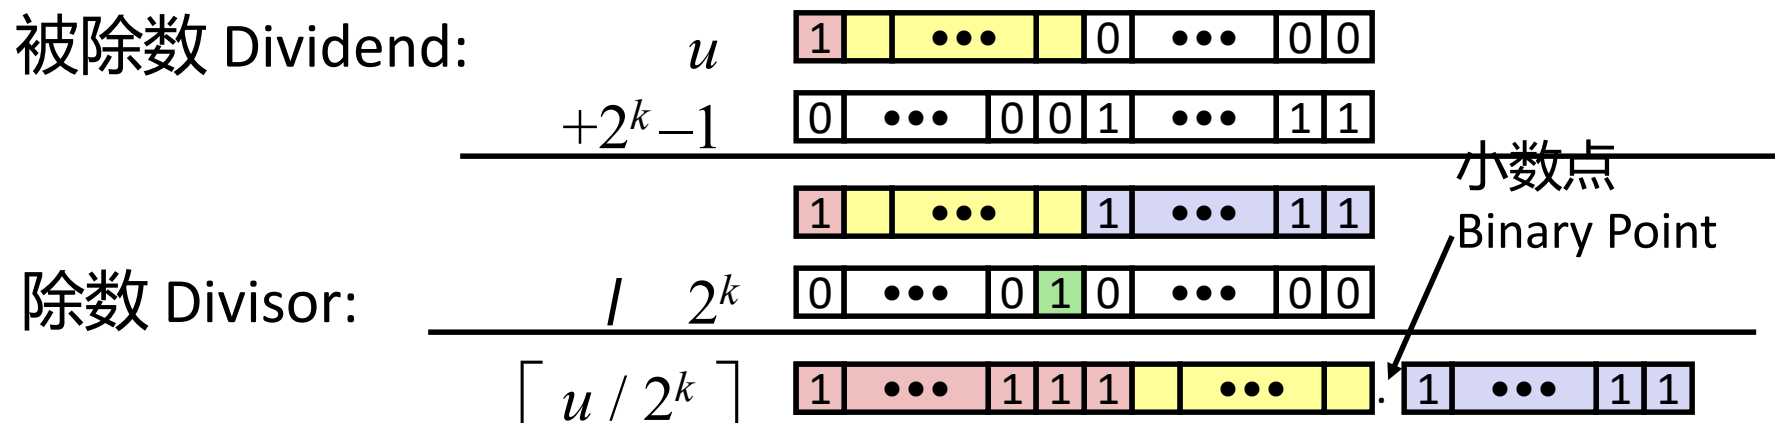 被除数 Dividend: u 1 ••• 0 ••• 0 0
+2^k–1 0 ••• 0 0 1 ••• 1 1
小数点
1 ••• 1 ••• 1 1
Binary Point
除数 Divisor: / 2^k 0 ••• 0 1 0 ••• 0 0
⌈ u / 2^k ⌉ 1 ••• 1 1 1 ••• . 1 ••• 1 1